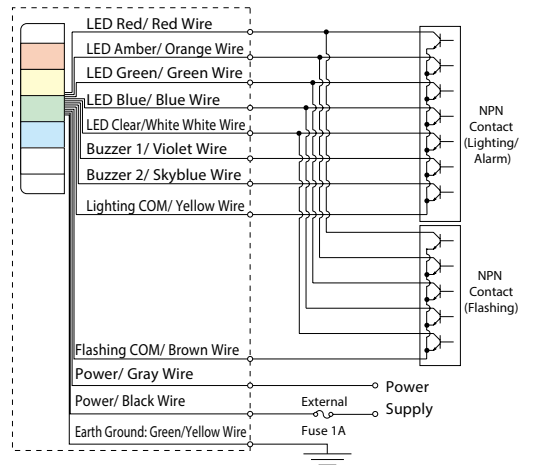 LED Red/ Red Wire
LED Amber/ Orange Wire
LED Green/ Green Wire
LED Blue/ Blue Wire
LED Clear/White White Wire
Buzzer 1/ Violet Wire
Buzzer 2/ Skyblue Wire
Lighting COM/ Yellow Wire
NPN
Contact
(Lighting/
Alarm)
NPN
Contact
(Flashing)
Flashing COM/ Brown Wire
Power/ Gray Wire
Power/ Black Wire
Earth Ground: Green/Yellow Wire
External
Fuse 1A
Power
Supply